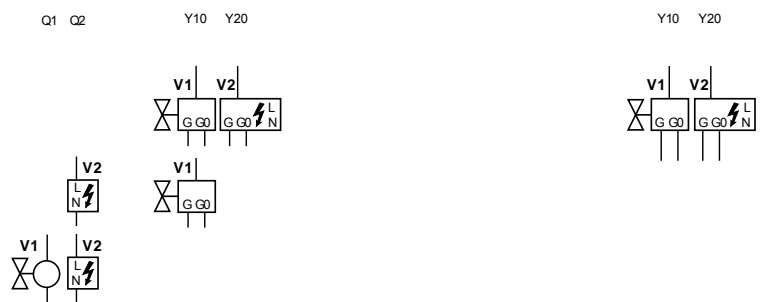 Q1 Q2 Y10 Y20 Y10 Y20
V1 V2 V1 V2
L L
G G0 G G0 N G G0 G G0 N
V2 V1
L
N G G0
V1 V2
L
N